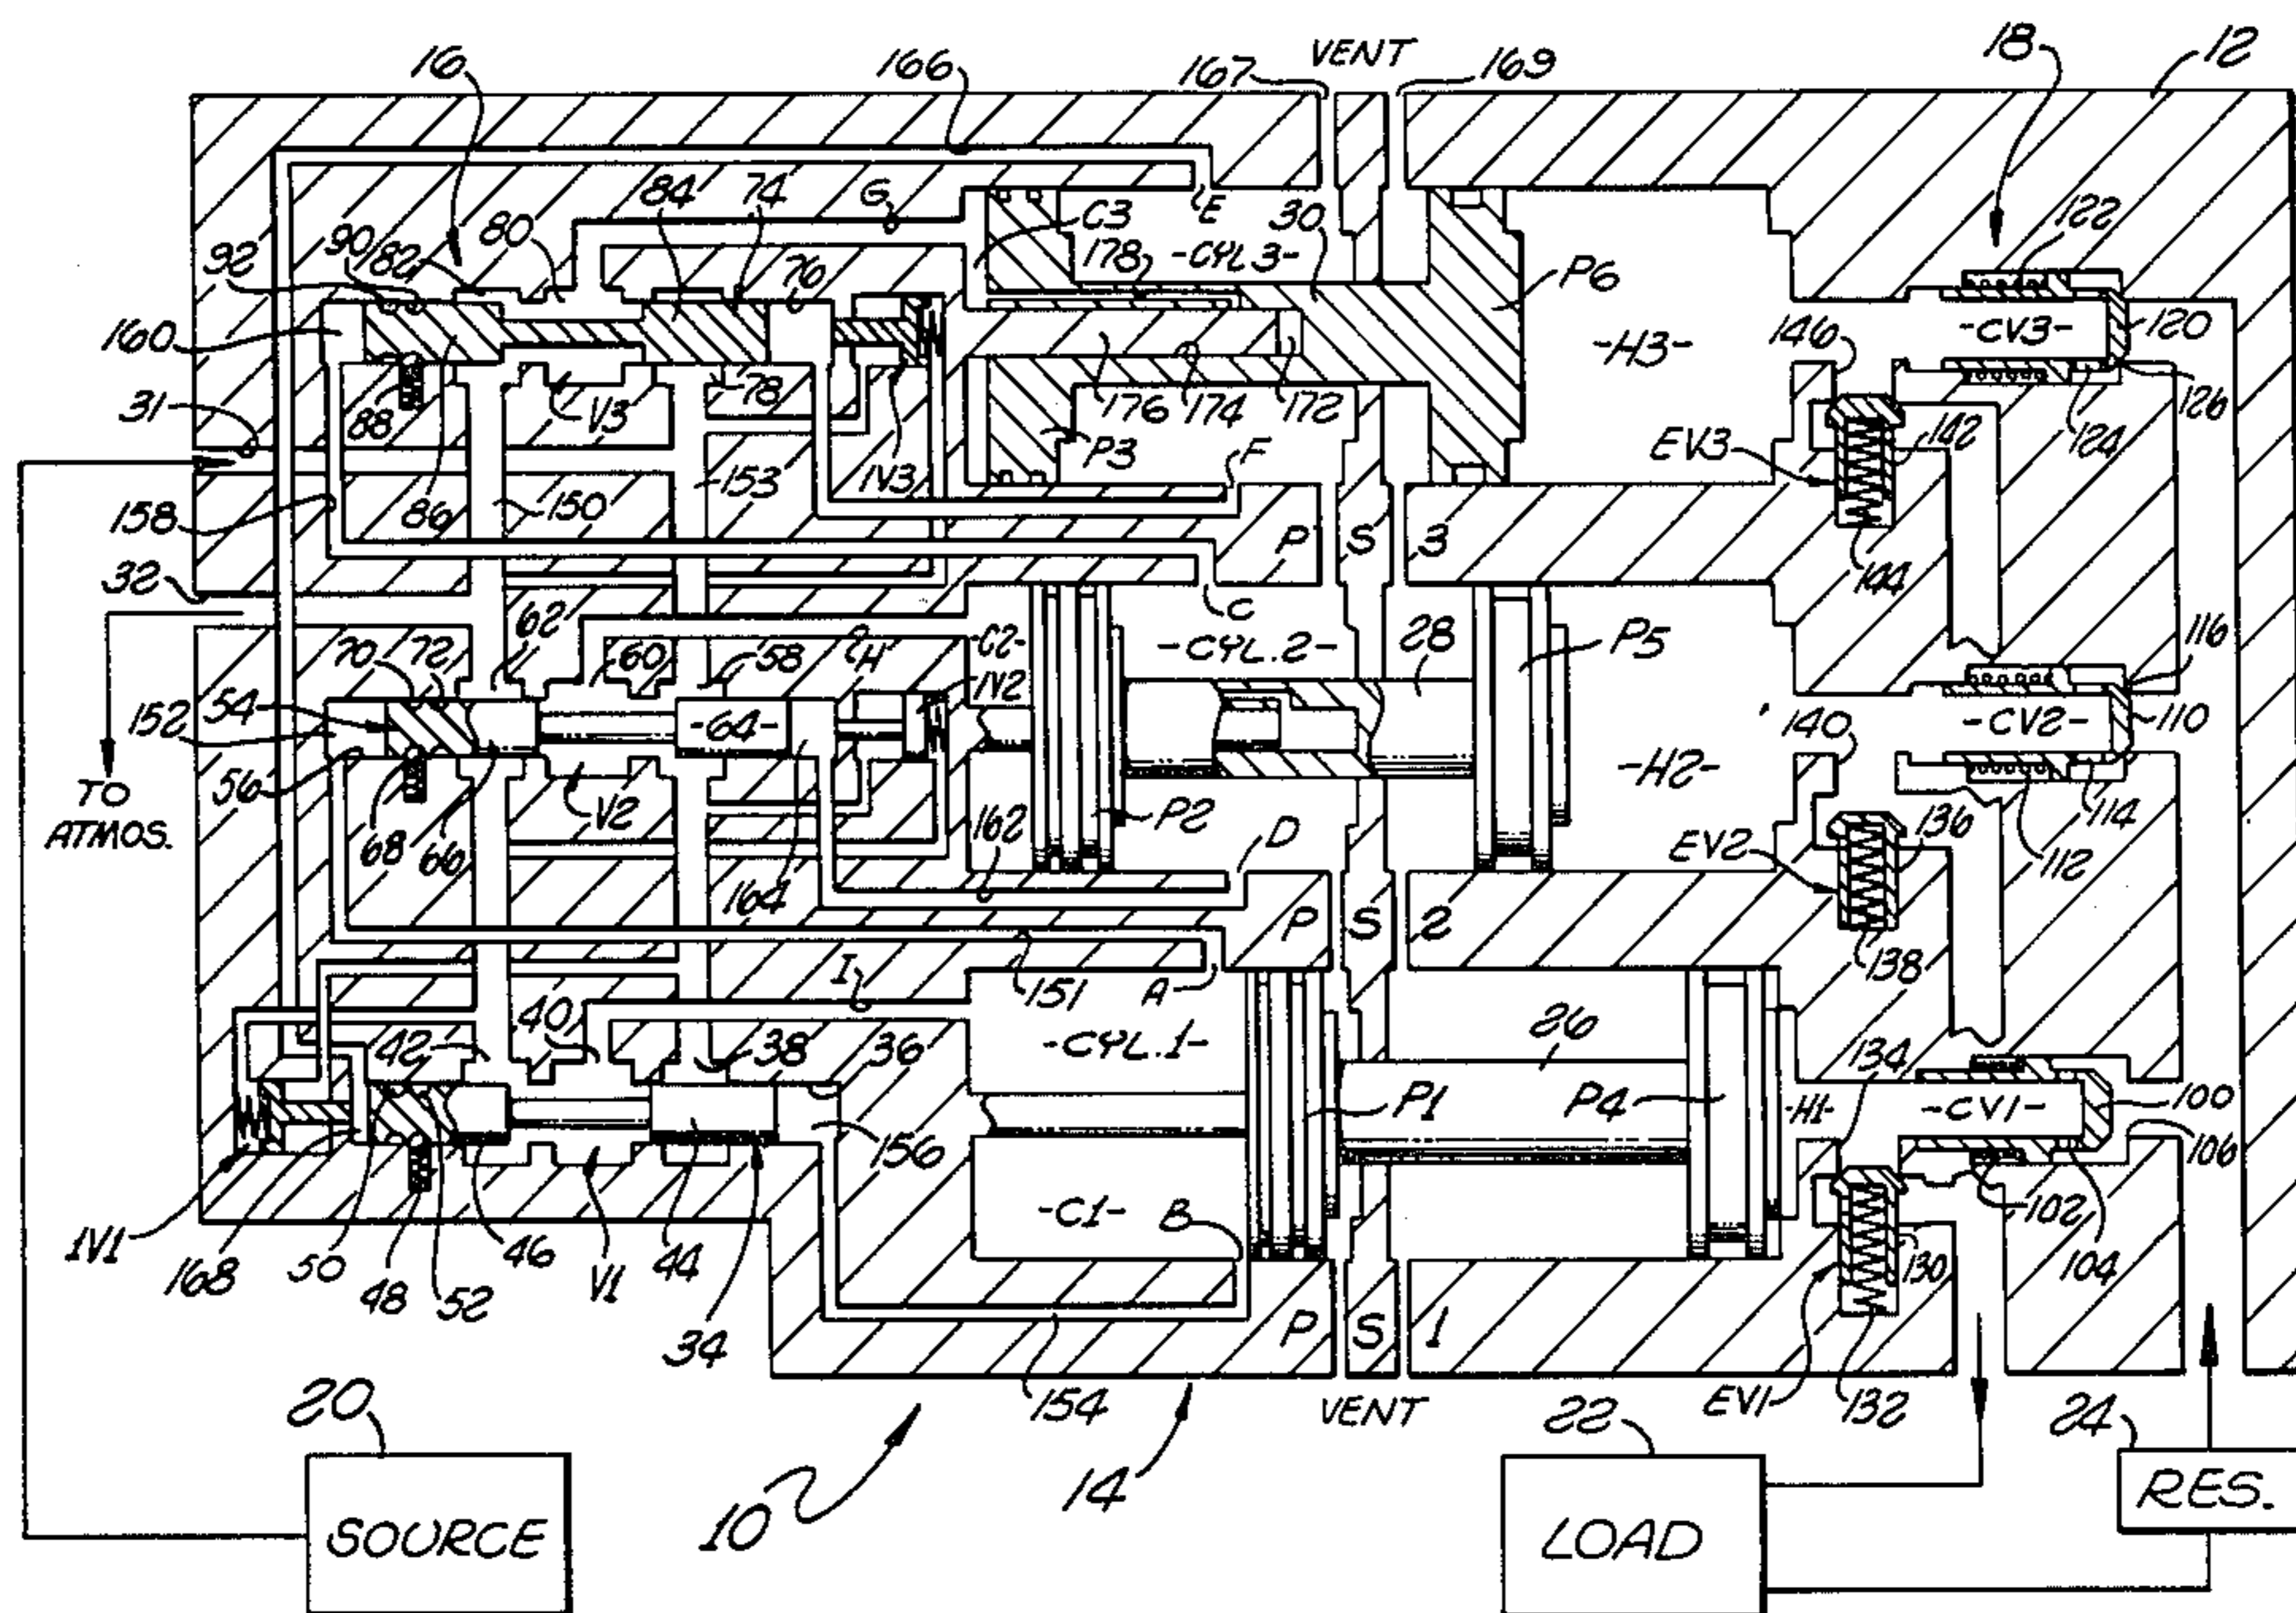 16 166 167 VENT 169 18 12
90 82 80 G 84 74 C3 E 30 122
92 76 178 -CYL.3- P6
160 -H3- 146 -CV3- 120
31 88 V3 78 176 174 172 126
P3 F EV3 142 124
158 86 150 153 IV3 144
P S 3
32 62 C
70 72 60 H 58 C2- -CYL.2- 28 P5 116
54 IV2 140 -CV2- 110
152 -64- -H2-
56 TO ATMOS. 68 66 V2 162 P2 EV2 136 114
164 D 138 112
P S 2
I 151 A
42 40 38 36 -CYL.1- 26 134
P1 P4 -H1- -CV1- 100
156 106
IV1 168 50 48 52 46 V1 44 34 -C1- B 102 104
130
P S 1
154 VENT EV1 132
20 10 14 22 24
SOURCE LOAD RES.